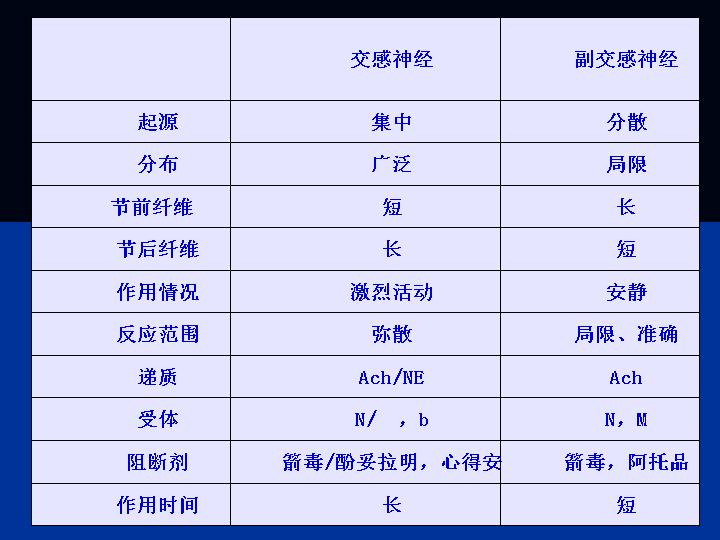 交感神经 副交感神经
起源 集中 分散
分布 广泛 局限
节前纤维 短 长
节后纤维 长 短
作用情况 激烈活动 安静
反应范围 弥散 局限、准确
递质 Ach/NE Ach
受体 N/ ，b N，M
阻断剂 箭毒/酚妥拉明，心得安 箭毒，阿托品
作用时间 长 短